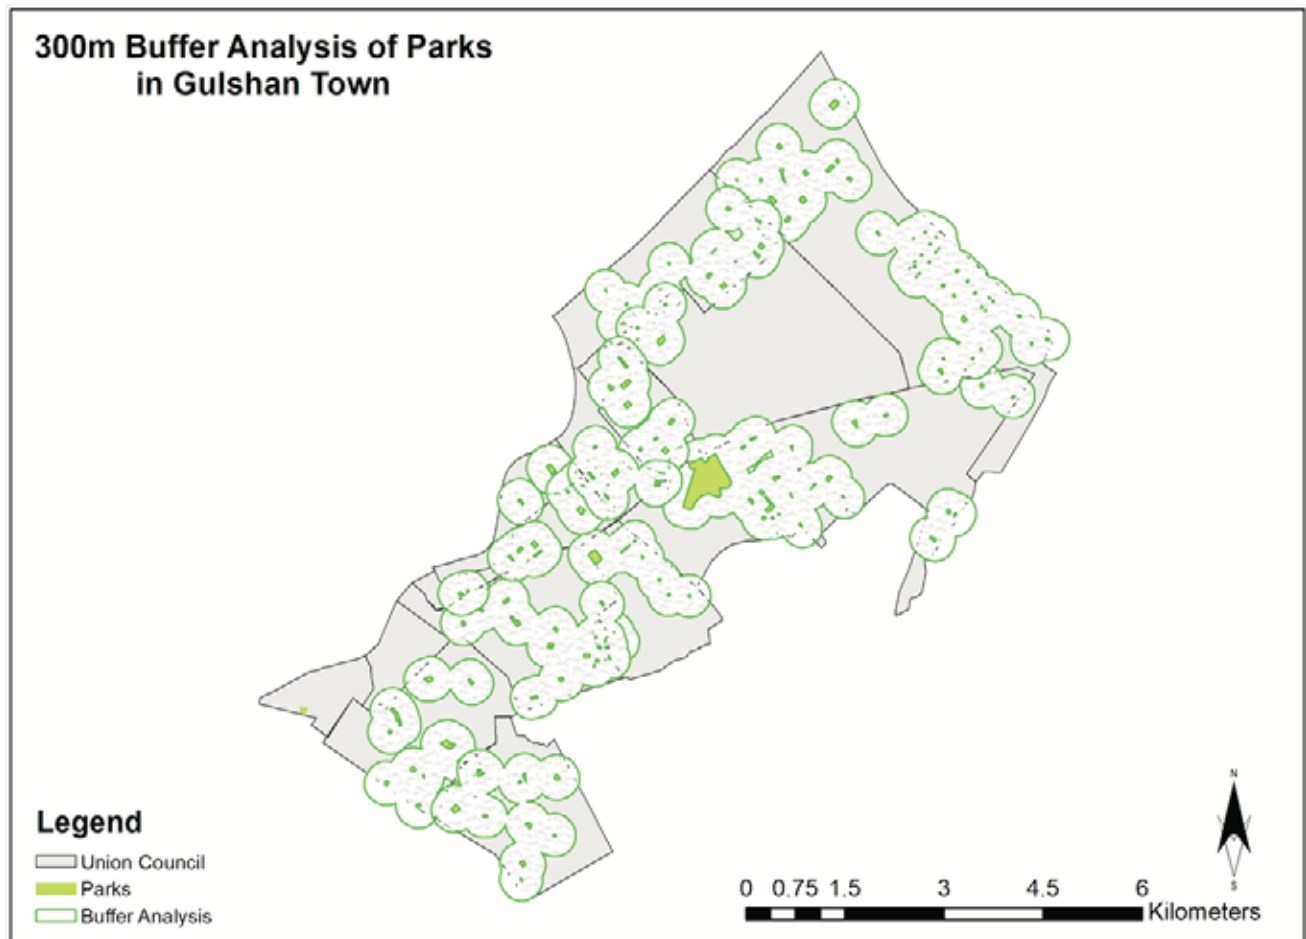 300m Buffer Analysis of Parks
in Gulshan Town
N
S
Legend
Union Council
Parks
Buffer Analysis
0 0.75 1.5 3 4.5 6
Kilometers